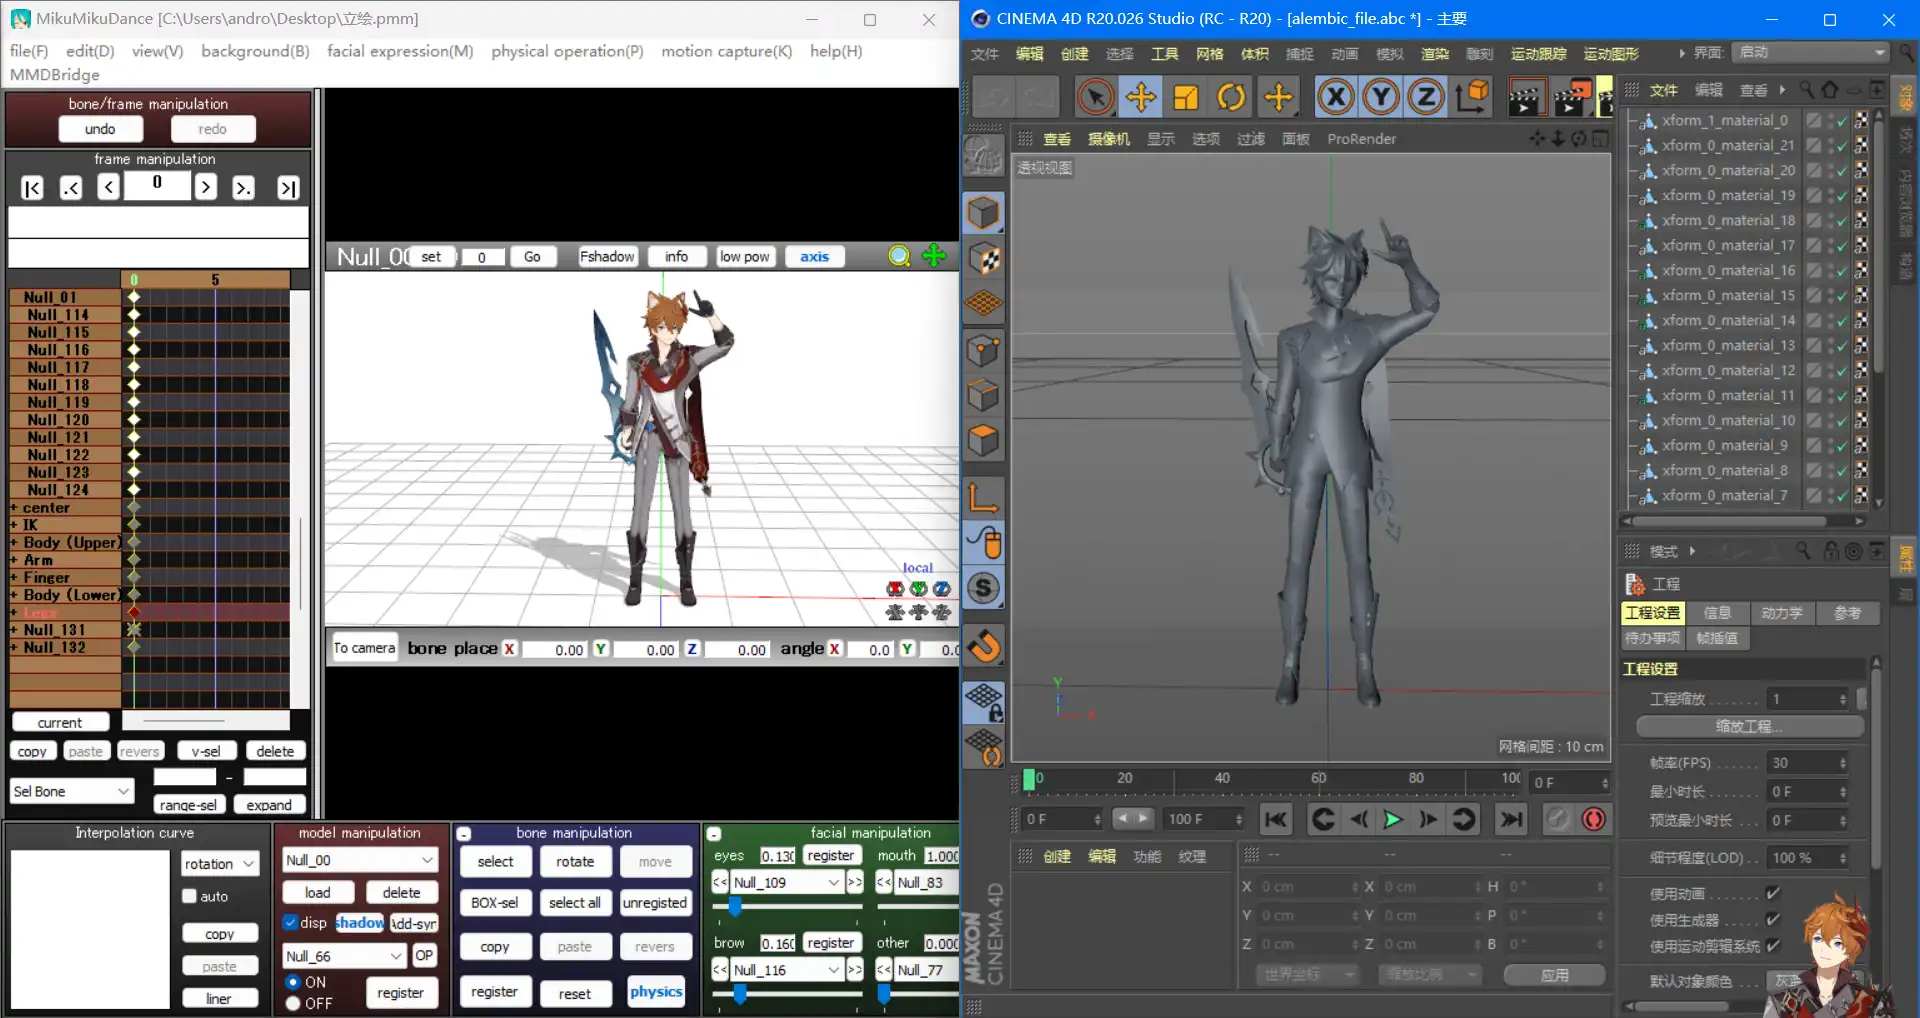 MikuMikuDance [C:\Users\andro\Desktop\立绘.pmm]
file(F) edit(D) view(V) background(B) facial expression(M) physical operation(P) motion capture(K) help(H)
MMDBridge
bone/frame manipulation
undo redo
frame manipulation
|< .< < 0 > >. >|
Null_00 set 0 Go Fshadow info low pow axis
0 5
Null_01
Null_114
Null_115
Null_116
Null_117
Null_118
Null_119
Null_120
Null_121
Null_122
Null_123
Null_124
+ center
+ IK
+ Body (Upper)
+ Arm
+ Finger
+ Body (Lower)
+ Legs
+ Null_131
+ Null_132
local
To camera bone place X 0.00 Y 0.00 Z 0.00 angle X 0.0 Y 0.0
current
copy paste revers v-sel delete
Sel Bone -
range-sel expand
Interpolation curve
rotation
auto
copy
paste
liner
model manipulation
Null_00
load delete
disp shadow Add-syn
Null_66 OP
ON
OFF
register
- bone manipulation
select rotate move
BOX-sel select all unregisted
copy paste revers
register reset physics
- facial manipulation
eyes 0.130 register mouth 1.000
<< Null_109 >> << Null_83
brow 0.160 register other 0.000
<< Null_116 >> << Null_77
CINEMA 4D R20.026 Studio (RC - R20) - [alembic_file.abc *] - 主要
文件 编辑 创建 选择 工具 网格 体积 捕捉 动画 模拟 渲染 雕刻 运动跟踪 运动图形 界面: 启动
X Y Z
查看 摄像机 显示 选项 过滤 面板 ProRender
透视视图
Y
网格间距 : 10 cm
0 20 40 60 80 100 0 F
0 F 100 F
创建 编辑 功能 纹理
-- -- --
X 0 cm X 0 cm H 0 °
Y 0 cm Y 0 cm P 0 °
Z 0 cm Z 0 cm B 0 °
世界坐标 缩放比例 应用
MAXON
CINEMA 4D
文件 编辑 查看
对象
场次
内容浏览器
构造
xform_1_material_0
xform_0_material_21
xform_0_material_20
xform_0_material_19
xform_0_material_18
xform_0_material_17
xform_0_material_16
xform_0_material_15
xform_0_material_14
xform_0_material_13
xform_0_material_12
xform_0_material_11
xform_0_material_10
xform_0_material_9
xform_0_material_8
xform_0_material_7
模式
属性
层
工程
工程设置 信息 动力学 参考
待办事项 帧插值
工程设置
工程缩放 . . . . . . . 1
缩放工程...
帧率(FPS) . . . . . . 30
最小时长 . . . . . . . 0 F
预览最小时长 . . . 0 F
细节程度(LOD) . . 100 %
使用动画 . . . . . . .
使用生成器 . . . . .
使用运动剪辑系统
默认对象颜色 . . .